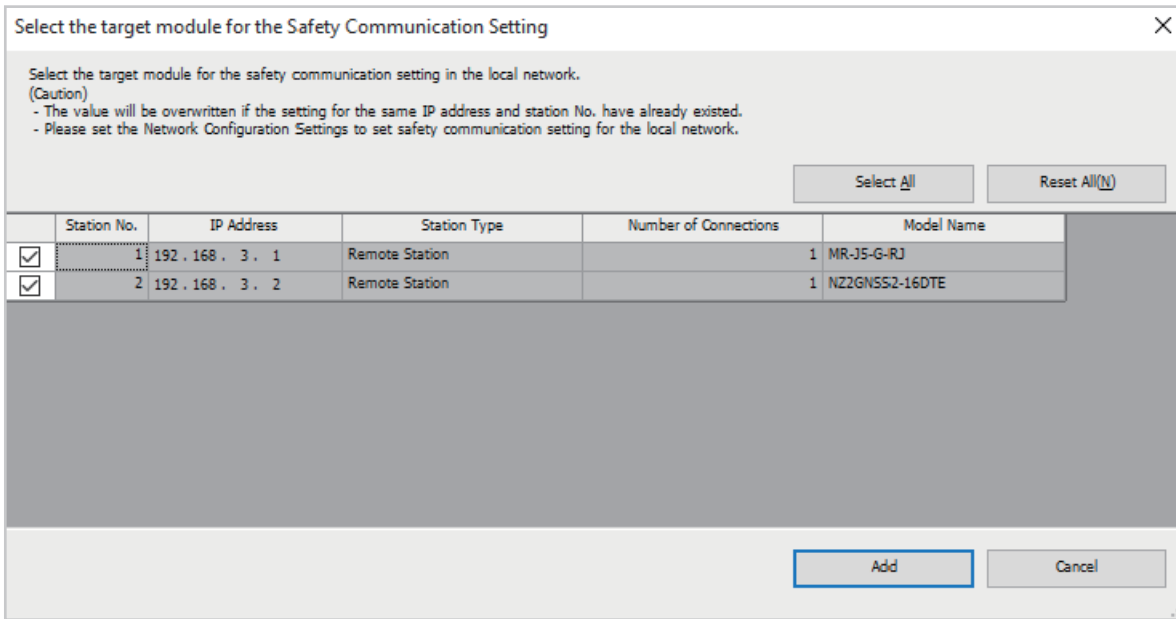 Select the target module for the Safety Communication Setting
Select the target module for the safety communication setting in the local network.
(Caution)
- The value will be overwritten if the setting for the same IP address and station No. have already existed.
- Please set the Network Configuration Settings to set safety communication setting for the local network.
Select All Reset All(N)
Station No. IP Address Station Type Number of Connections Model Name
1 192 . 168 . 3 . 1 Remote Station 1 MR-J5-G-RJ
2 192 . 168 . 3 . 2 Remote Station 1 NZ2GNSS2-16DTE
Add Cancel